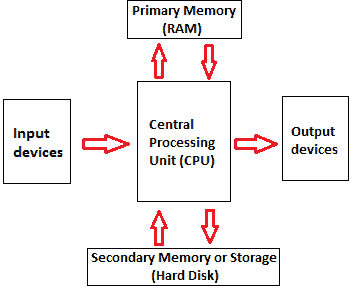 Primary Memory
(RAM)
Input
devices
Central
Processing
Unit (CPU)
Output
devices
Secondary Memory or Storage
(Hard Disk)